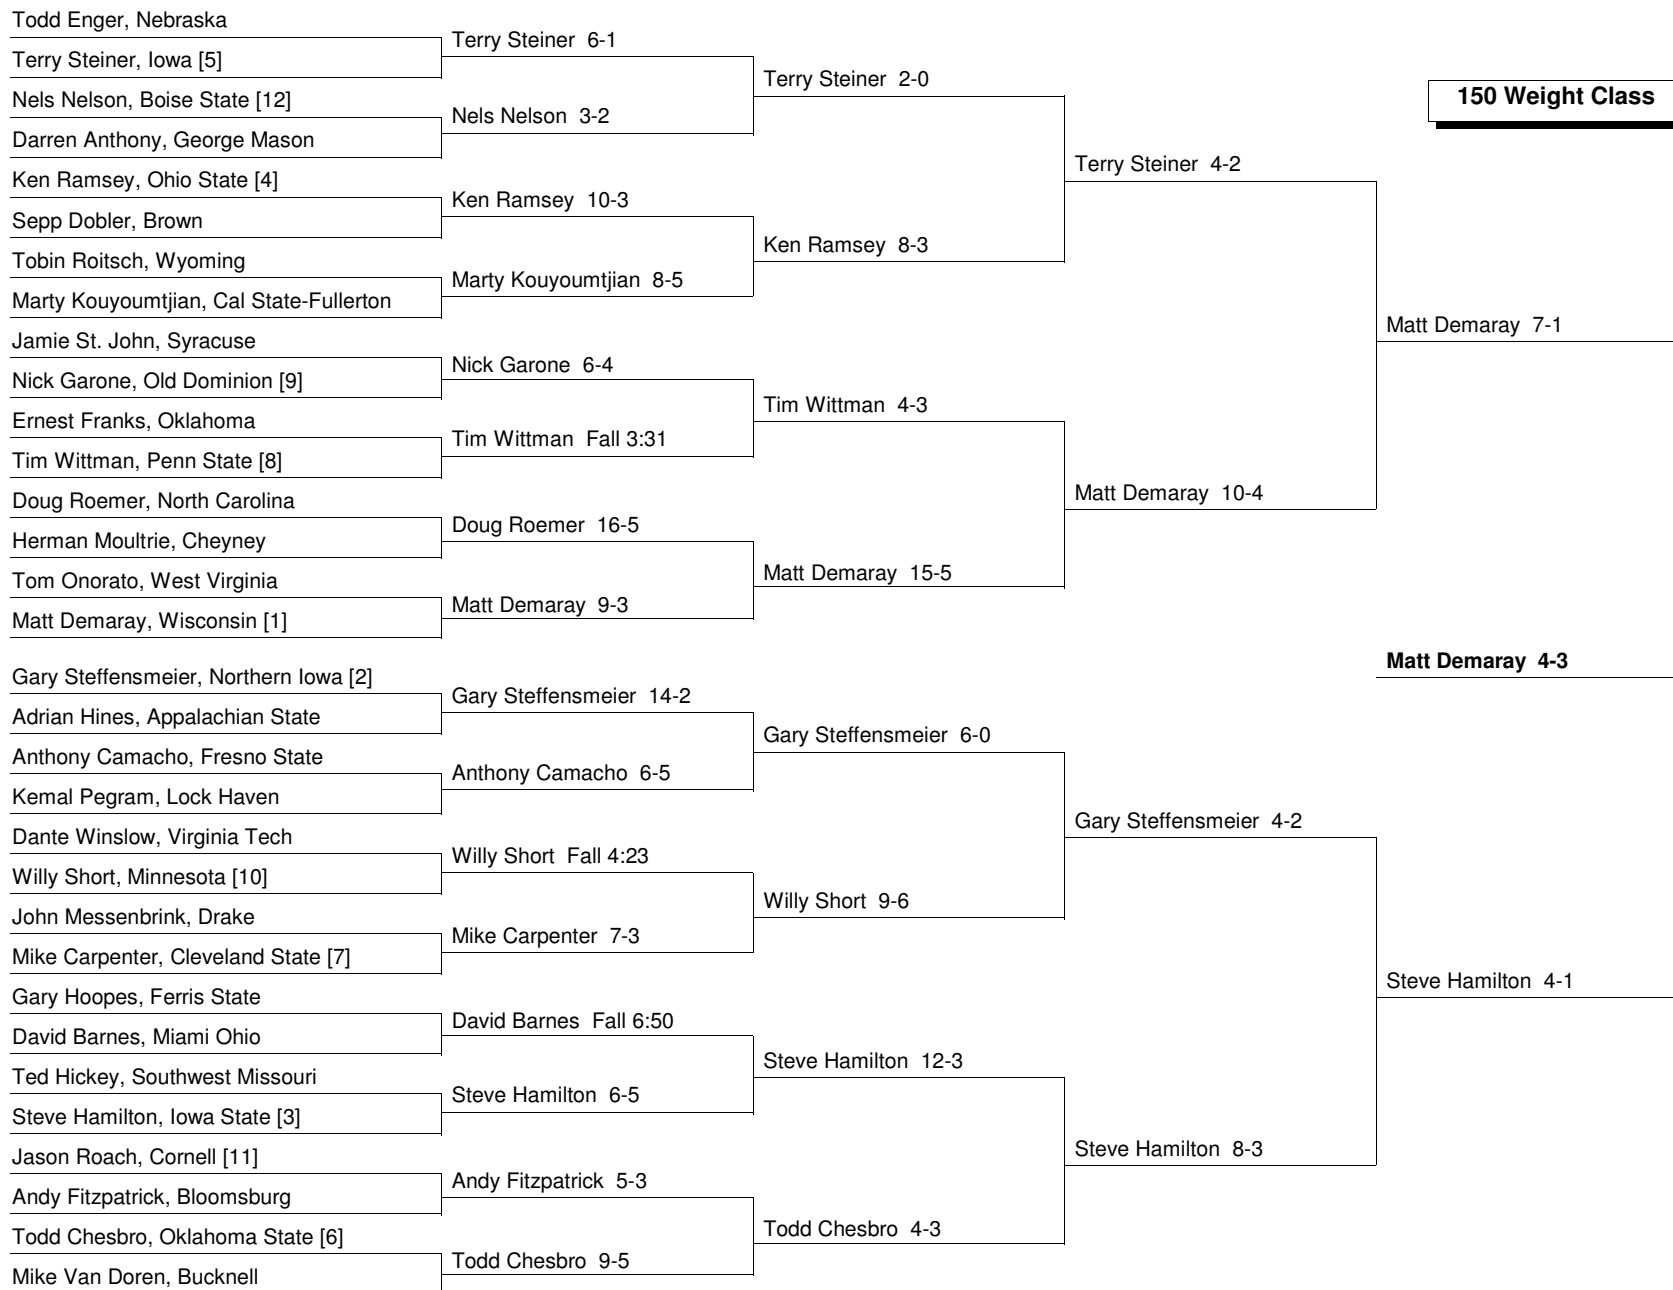 Todd Enger, Nebraska
Terry Steiner, Iowa [5]
Nels Nelson, Boise State [12]
Darren Anthony, George Mason
Ken Ramsey, Ohio State [4]
Sepp Dobler, Brown
Tobin Roitsch, Wyoming
Marty Kouyoumtjian, Cal State-Fullerton
Jamie St. John, Syracuse
Nick Garone, Old Dominion [9]
Ernest Franks, Oklahoma
Tim Wittman, Penn State [8]
Doug Roemer, North Carolina
Herman Moultrie, Cheyney
Tom Onorato, West Virginia
Matt Demaray, Wisconsin [1]
Gary Steffensmeier, Northern Iowa [2]
Adrian Hines, Appalachian State
Anthony Camacho, Fresno State
Kemal Pegram, Lock Haven
Dante Winslow, Virginia Tech
Willy Short, Minnesota [10]
John Messenbrink, Drake
Mike Carpenter, Cleveland State [7]
Gary Hoopes, Ferris State
David Barnes, Miami Ohio
Ted Hickey, Southwest Missouri
Steve Hamilton, Iowa State [3]
Jason Roach, Cornell [11]
Andy Fitzpatrick, Bloomsburg
Todd Chesbro, Oklahoma State [6]
Mike Van Doren, Bucknell
Terry Steiner 6-1
Nels Nelson 3-2
Ken Ramsey 10-3
Marty Kouyoumtjian 8-5
Nick Garone 6-4
Tim Wittman Fall 3:31
Doug Roemer 16-5
Matt Demaray 9-3
Gary Steffensmeier 14-2
Anthony Camacho 6-5
Willy Short Fall 4:23
Mike Carpenter 7-3
David Barnes Fall 6:50
Steve Hamilton 6-5
Andy Fitzpatrick 5-3
Todd Chesbro 9-5
Terry Steiner 2-0
Ken Ramsey 8-3
Tim Wittman 4-3
Matt Demaray 15-5
Gary Steffensmeier 6-0
Willy Short 9-6
Steve Hamilton 12-3
Todd Chesbro 4-3
Terry Steiner 4-2
Matt Demaray 10-4
Gary Steffensmeier 4-2
Steve Hamilton 8-3
150 Weight Class
Matt Demaray 7-1
Matt Demaray 4-3
Steve Hamilton 4-1